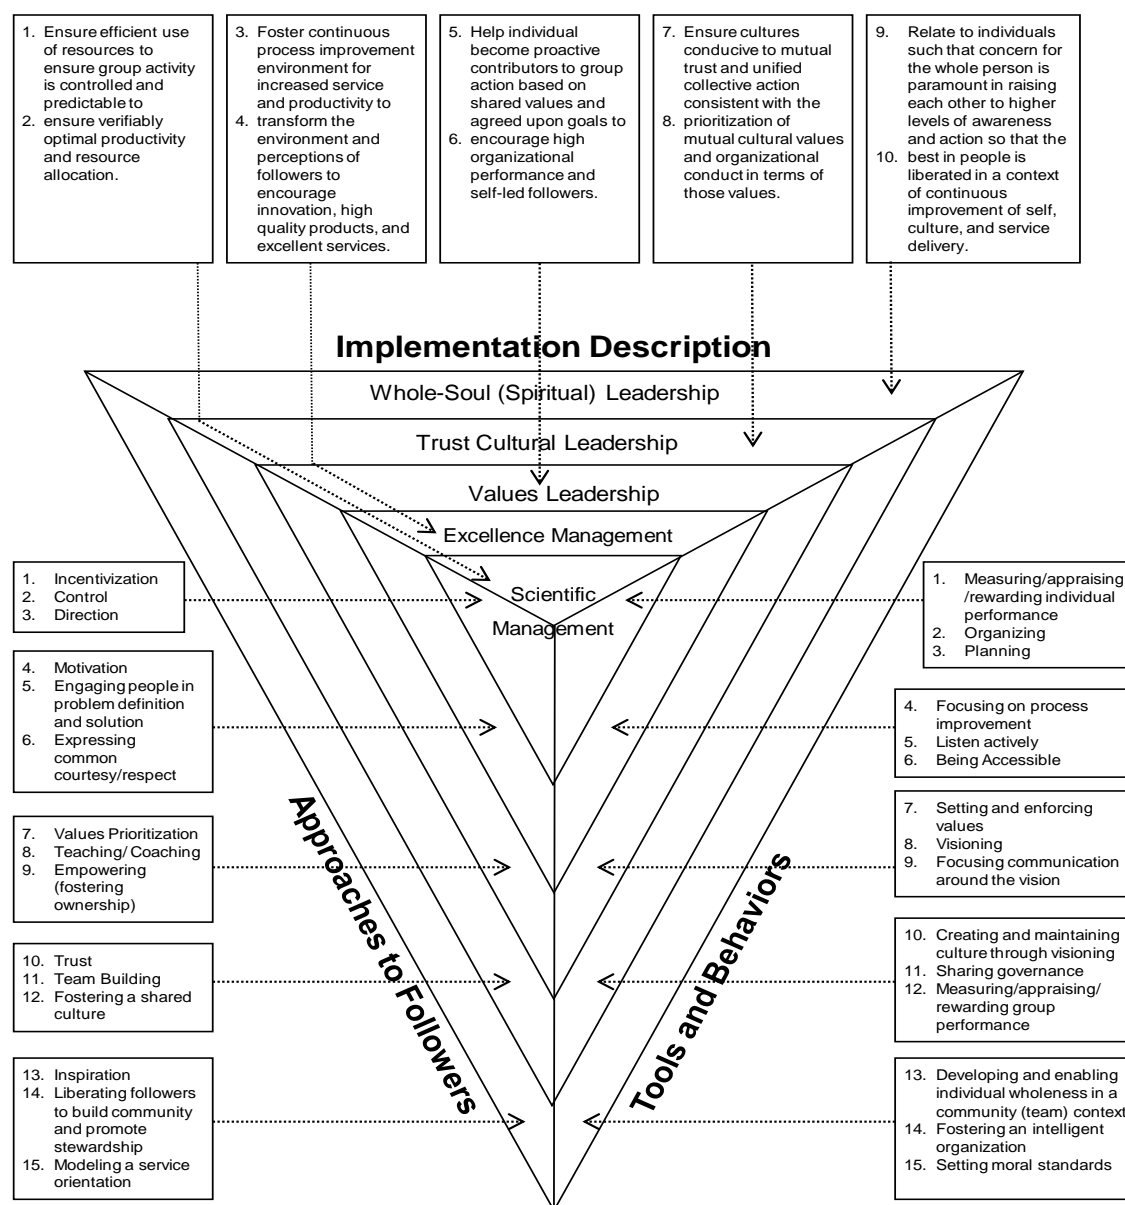 1. Ensure efficient use
of resources to
ensure group activity
is controlled and
predictable to
2. ensure verifiably
optimal productivity
and resource
allocation.
3. Foster continuous
process improvement
environment for
increased service
and productivity to
4. transform the
environment and
perceptions of
followers to
encourage
innovation, high
quality products, and
excellent services.
5. Help individual
become proactive
contributors to group
action based on
shared values and
agreed upon goals to
6. encourage high
organizational
performance and
self-led followers.
7. Ensure cultures
conducive to mutual
trust and unified
collective action
consistent with the
8. prioritization of
mutual cultural values
and organizational
conduct in terms of
those values.
9. Relate to individuals
such that concern for
the whole person is
paramount in raising
each other to higher
levels of awareness
and action so that the
10. best in people is
liberated in a context
of continuous
improvement of self,
culture, and service
delivery.
Implementation Description
Whole-Soul (Spiritual) Leadership
Trust Cultural Leadership
Values Leadership
Excellence Management
Scientific
Management
1. Incentivization
2. Control
3. Direction
4. Motivation
5. Engaging people in
problem definition
and solution
6. Expressing
common
courtesy/respect
7. Values Prioritization
8. Teaching/ Coaching
9. Empowering
(fostering
ownership)
10. Trust
11. Team Building
12. Fostering a shared
culture
13. Inspiration
14. Liberating followers
to build community
and promote
stewardship
15. Modeling a service
orientation
Approaches to Followers
Tools and Behaviors
1. Measuring/appraising
/rewarding individual
performance
2. Organizing
3. Planning
4. Focusing on process
improvement
5. Listen actively
6. Being Accessible
7. Setting and enforcing
values
8. Visioning
9. Focusing communication
around the vision
10. Creating and maintaining
culture through visioning
11. Sharing governance
12. Measuring/appraising/
rewarding group
performance
13. Developing and enabling
individual wholeness in a
community (team) context
14. Fostering an intelligent
organization
15. Setting moral standards